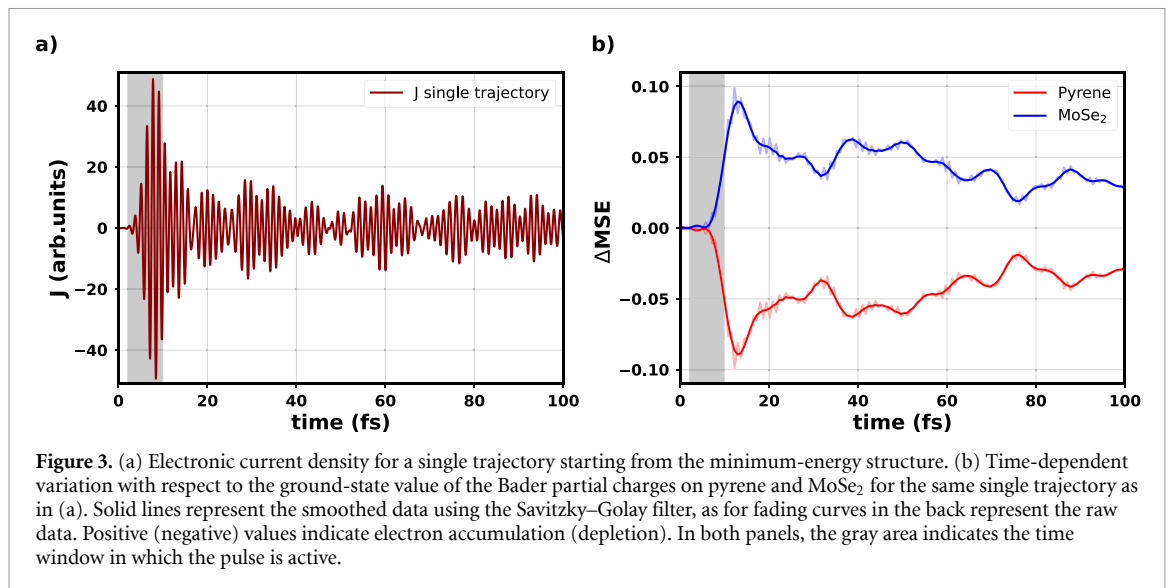 a)
b)
J (arb.units)
40
20
0
−20
−40
0
20
40
60
80
100
time (fs)
J single trajectory
ΔMSE
0.10
0.05
0.00
−0.05
−0.10
0
20
40
60
80
100
time (fs)
Pyrene
MoSe₂
Figure 3. (a) Electronic current density for a single trajectory starting from the minimum-energy structure. (b) Time-dependent
variation with respect to the ground-state value of the Bader partial charges on pyrene and MoSe₂ for the same single trajectory as
in (a). Solid lines represent the smoothed data using the Savitzky–Golay filter, as for fading curves in the back represent the raw
data. Positive (negative) values indicate electron accumulation (depletion). In both panels, the gray area indicates the time
window in which the pulse is active.